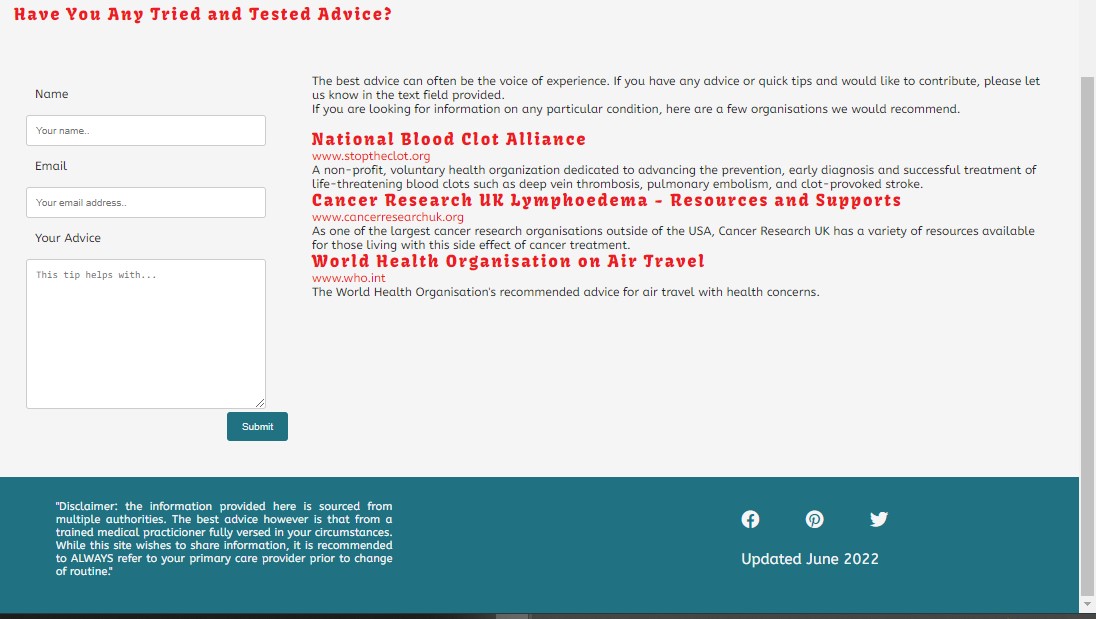 Have You Any Tried and Tested Advice?
Name
Your name..
Email
Your email address..
Your Advice
This tip helps with...
Submit
The best advice can often be the voice of experience. If you have any advice or quick tips and would like to contribute, please let
us know in the text field provided.
If you are looking for information on any particular condition, here are a few organisations we would recommend.
National Blood Clot Alliance
www.stoptheclot.org
A non-profit, voluntary health organization dedicated to advancing the prevention, early diagnosis and successful treatment of
life-threatening blood clots such as deep vein thrombosis, pulmonary embolism, and clot-provoked stroke.
Cancer Research UK Lymphoedema - Resources and Supports
www.cancerresearchuk.org
As one of the largest cancer research organisations outside of the USA, Cancer Research UK has a variety of resources available
for those living with this side effect of cancer treatment.
World Health Organisation on Air Travel
www.who.int
The World Health Organisation's recommended advice for air travel with health concerns.
"Disclaimer: the information provided here is sourced from
multiple authorities. The best advice however is that from a
trained medical practicioner fully versed in your circumstances.
While this site wishes to share information, it is recommended
to ALWAYS refer to your primary care provider prior to change
of routine."
Updated June 2022